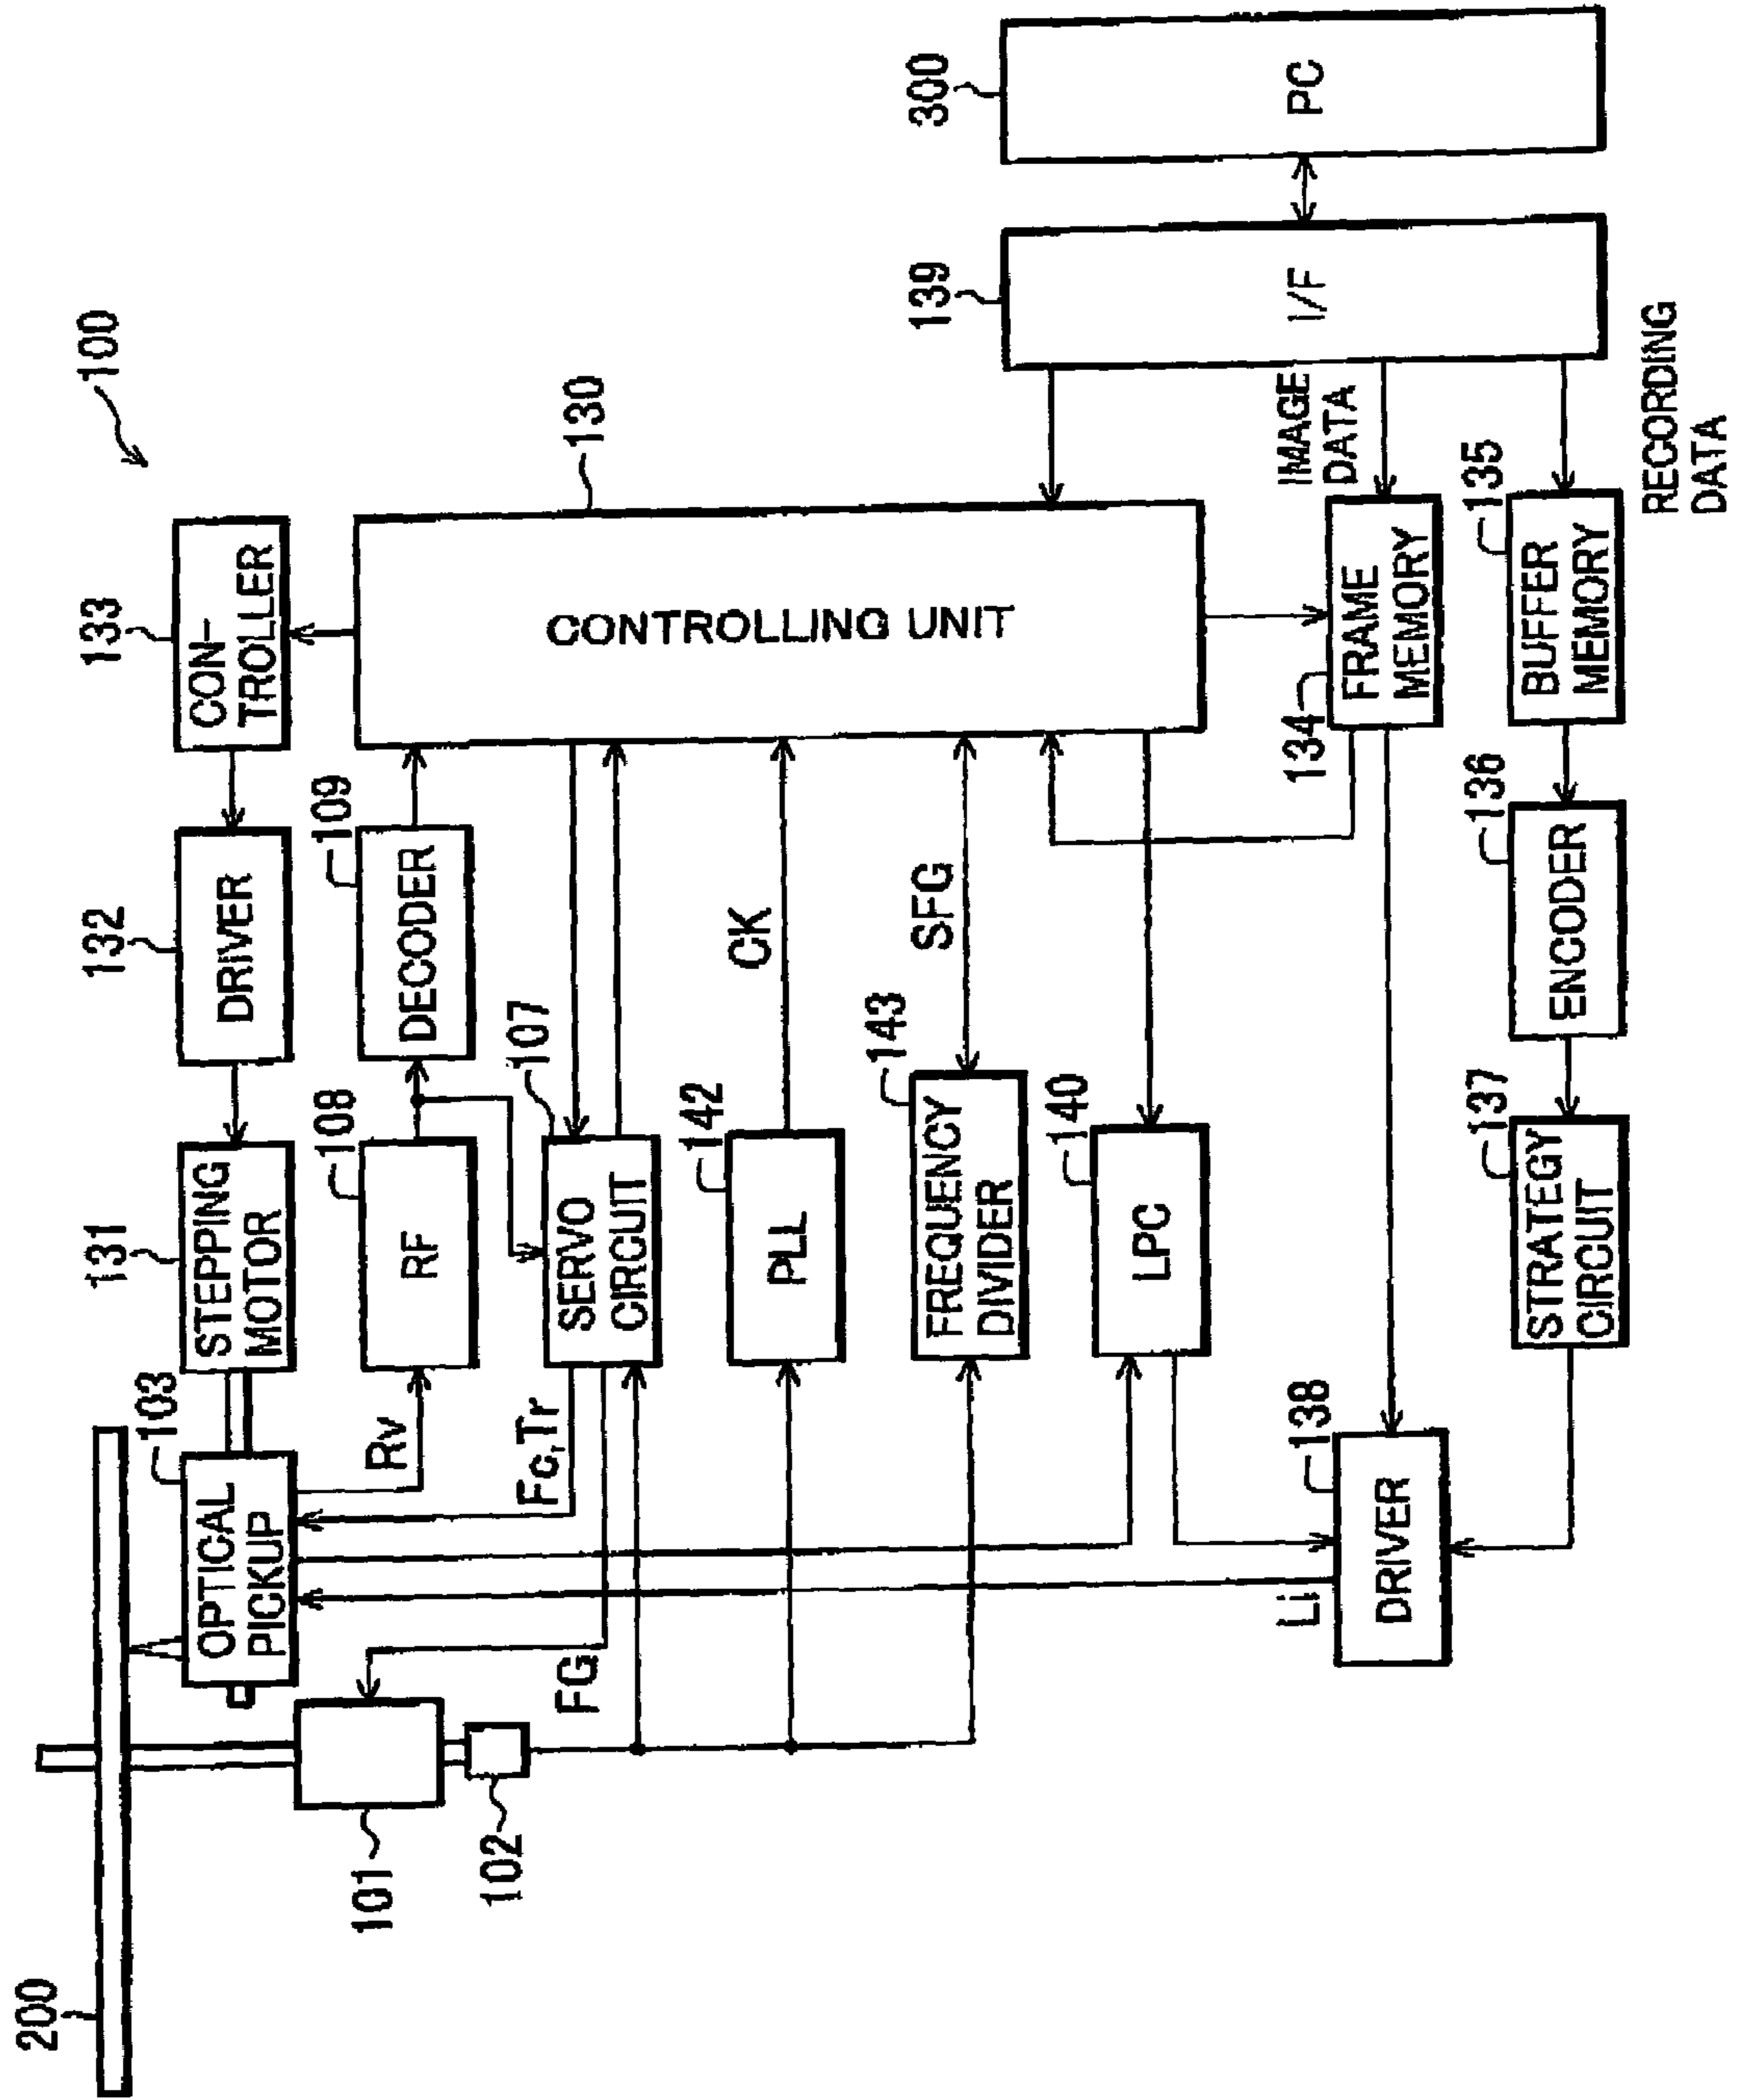 100
200
103
OPTICAL
PICKUP
131
STEPPING
MOTOR
132
DRIVER
133
CON-
TROLLER
Rv
108
RF
109
DECODER
130
CONTROLLING UNIT
101
102
FG
Fc,Tr
107
SERVO
CIRCUIT
142
PLL
CK
143
FREQUENCY
DIVIDER
SFG
140
LPC
139
I/F
300
PC
Li
138
DRIVER
134
FRAME
MEMORY
IMAGE
DATA
137
STRATEGY
CIRCUIT
136
ENCODER
135
BUFFER
MEMORY
RECORDING
DATA